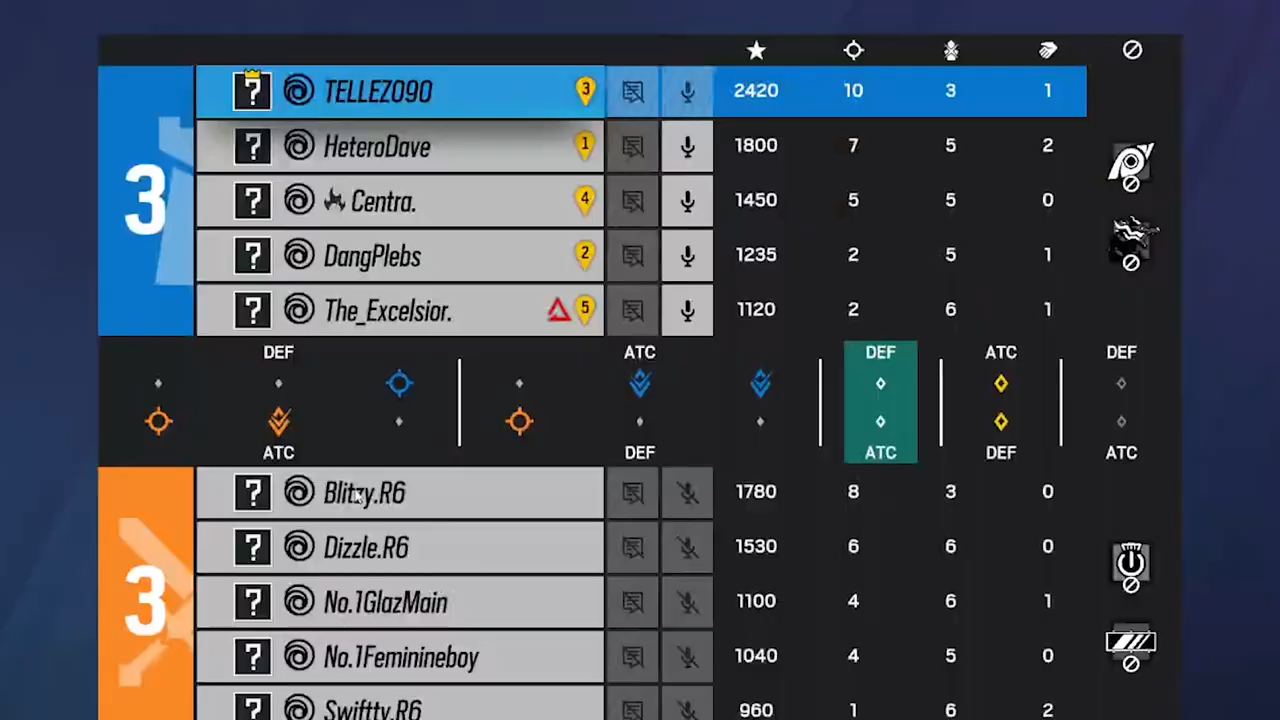 3
? TELLEZ090 3 2420 10 3 1
? HeteroDave 1 1800 7 5 2
? Centra. 4 1450 5 5 0
? DangPlebs 2 1235 2 5 1
? The_Excelsior. 5 1120 2 6 1
DEF ATC DEF ATC DEF
ATC DEF ATC DEF ATC
3
? Blitzy.R6 1780 8 3 0
? Dizzle.R6 1530 6 6 0
? No.1GlazMain 1100 4 6 1
? No.1Feminineboy 1040 4 5 0
? Swiftty.R6 960 1 6 2